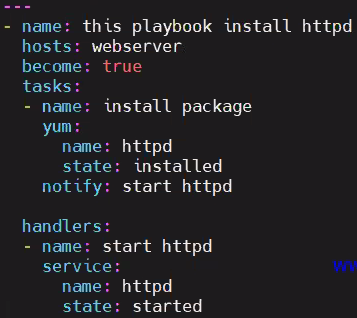 ---
- name: this playbook install httpd
  hosts: webserver
  become: true
  tasks:
  - name: install package
    yum:
      name: httpd
      state: installed
    notify: start httpd

  handlers:
  - name: start httpd
    service:
      name: httpd
      state: started